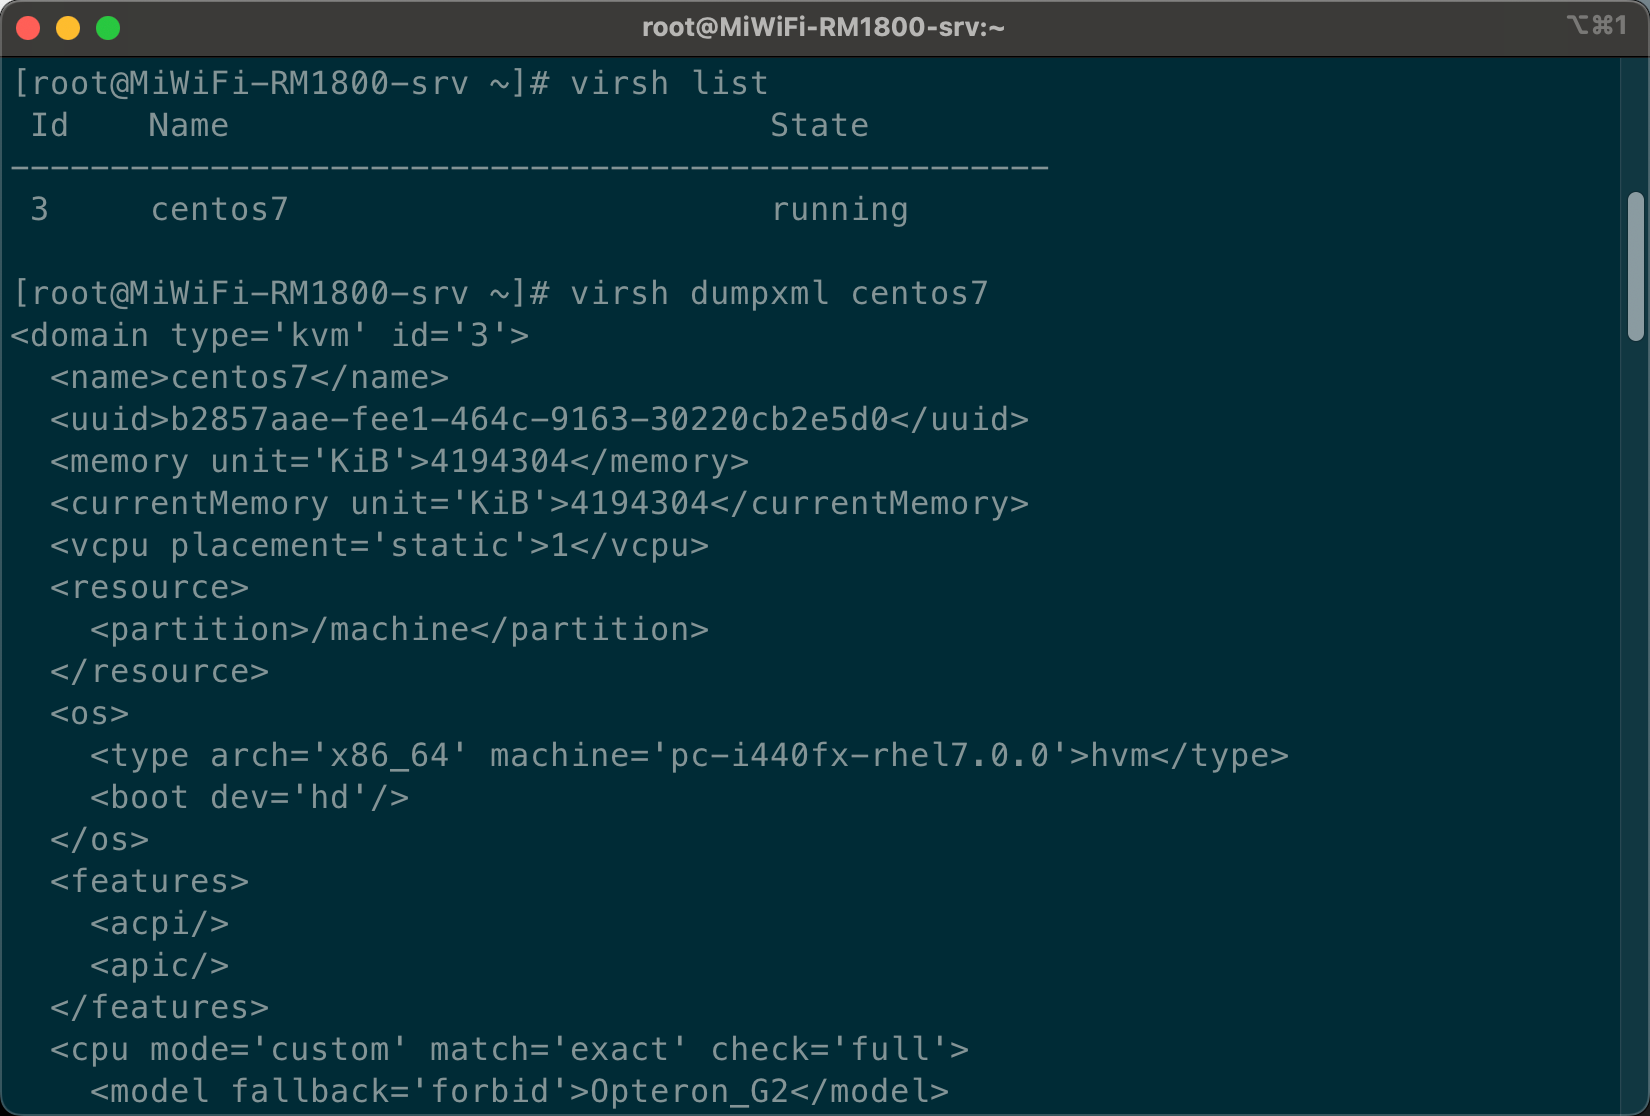 root@MiWiFi-RM1800-srv:~
⌥⌘1
[root@MiWiFi-RM1800-srv ~]# virsh list
 Id    Name                           State
----------------------------------------------------
 3     centos7                        running

[root@MiWiFi-RM1800-srv ~]# virsh dumpxml centos7
<domain type='kvm' id='3'>
  <name>centos7</name>
  <uuid>b2857aae-fee1-464c-9163-30220cb2e5d0</uuid>
  <memory unit='KiB'>4194304</memory>
  <currentMemory unit='KiB'>4194304</currentMemory>
  <vcpu placement='static'>1</vcpu>
  <resource>
    <partition>/machine</partition>
  </resource>
  <os>
    <type arch='x86_64' machine='pc-i440fx-rhel7.0.0'>hvm</type>
    <boot dev='hd'/>
  </os>
  <features>
    <acpi/>
    <apic/>
  </features>
  <cpu mode='custom' match='exact' check='full'>
    <model fallback='forbid'>Opteron_G2</model>